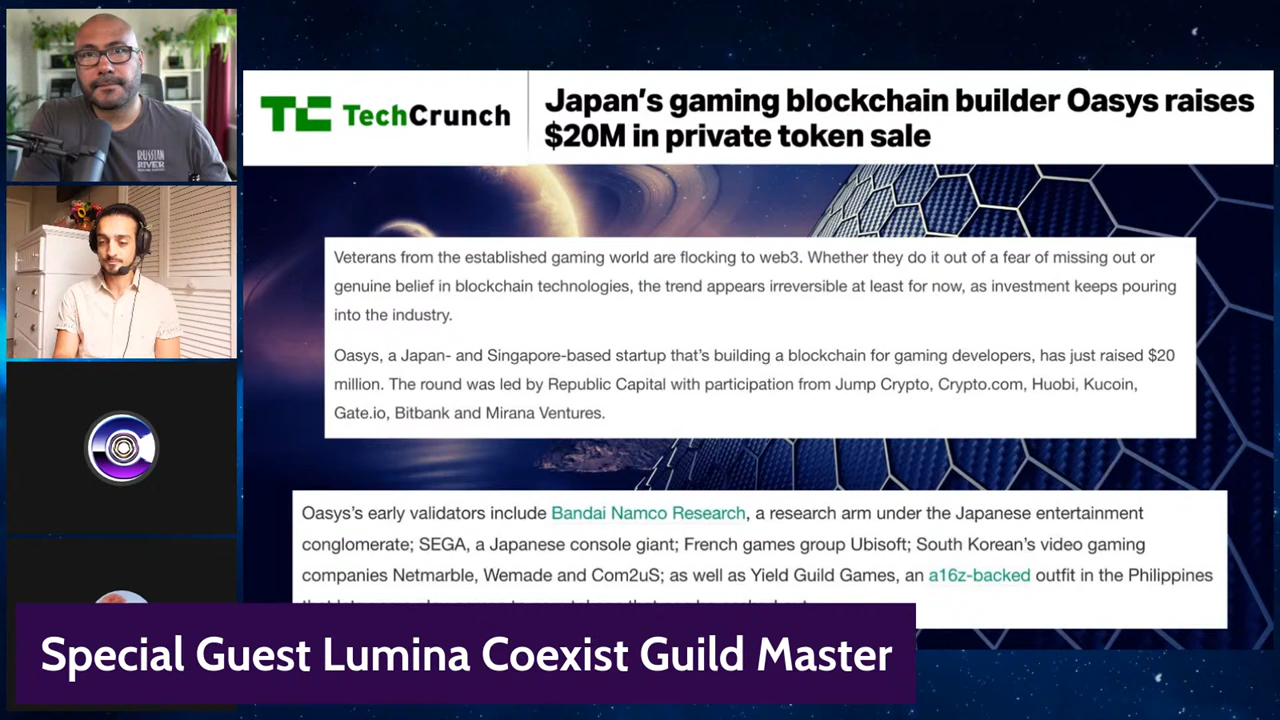 TC TechCrunch
Japan's gaming blockchain builder Oasys raises
$20M in private token sale
RUSSIAN
RIVER
Veterans from the established gaming world are flocking to web3. Whether they do it out of a fear of missing out or
genuine belief in blockchain technologies, the trend appears irreversible at least for now, as investment keeps pouring
into the industry.
Oasys, a Japan- and Singapore-based startup that's building a blockchain for gaming developers, has just raised $20
million. The round was led by Republic Capital with participation from Jump Crypto, Crypto.com, Huobi, Kucoin,
Gate.io, Bitbank and Mirana Ventures.
Oasys's early validators include Bandai Namco Research, a research arm under the Japanese entertainment
conglomerate; SEGA, a Japanese console giant; French games group Ubisoft; South Korean's video gaming
companies Netmarble, Wemade and Com2uS; as well as Yield Guild Games, an a16z-backed outfit in the Philippines
Special Guest Lumina Coexist Guild Master